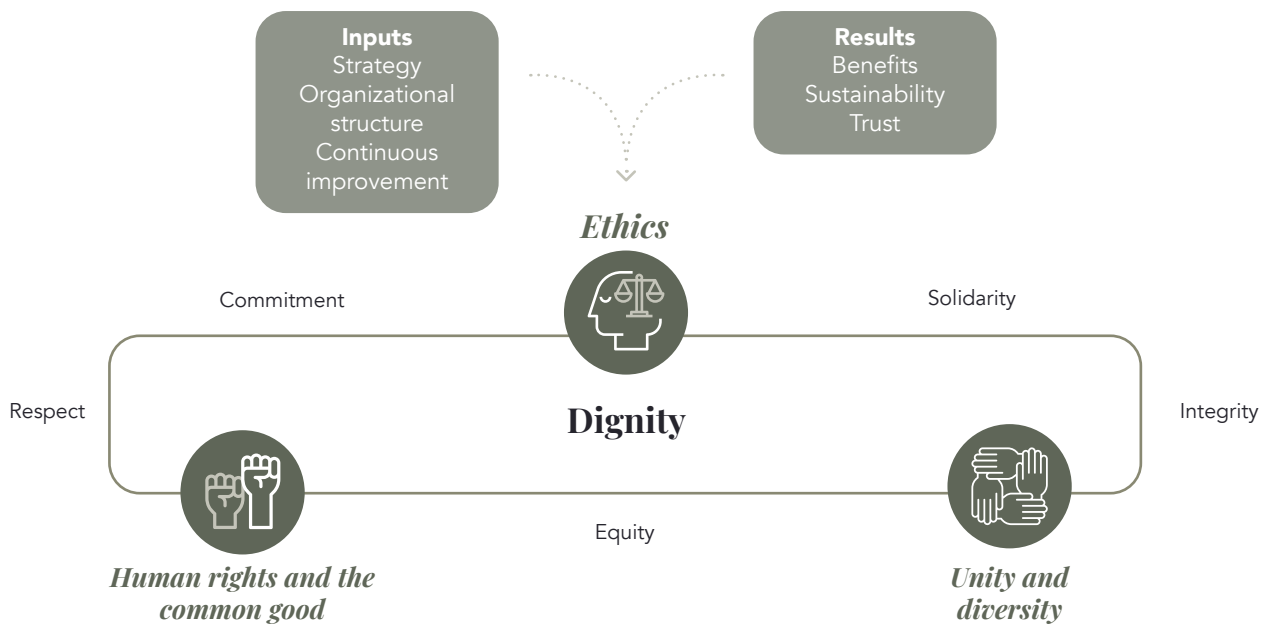 Inputs
Strategy
Organizational
structure
Continuous
improvement
Results
Benefits
Sustainability
Trust
Ethics
Commitment
Solidarity
Respect
Dignity
Integrity
Equity
Human rights and the
common good
Unity and
diversity